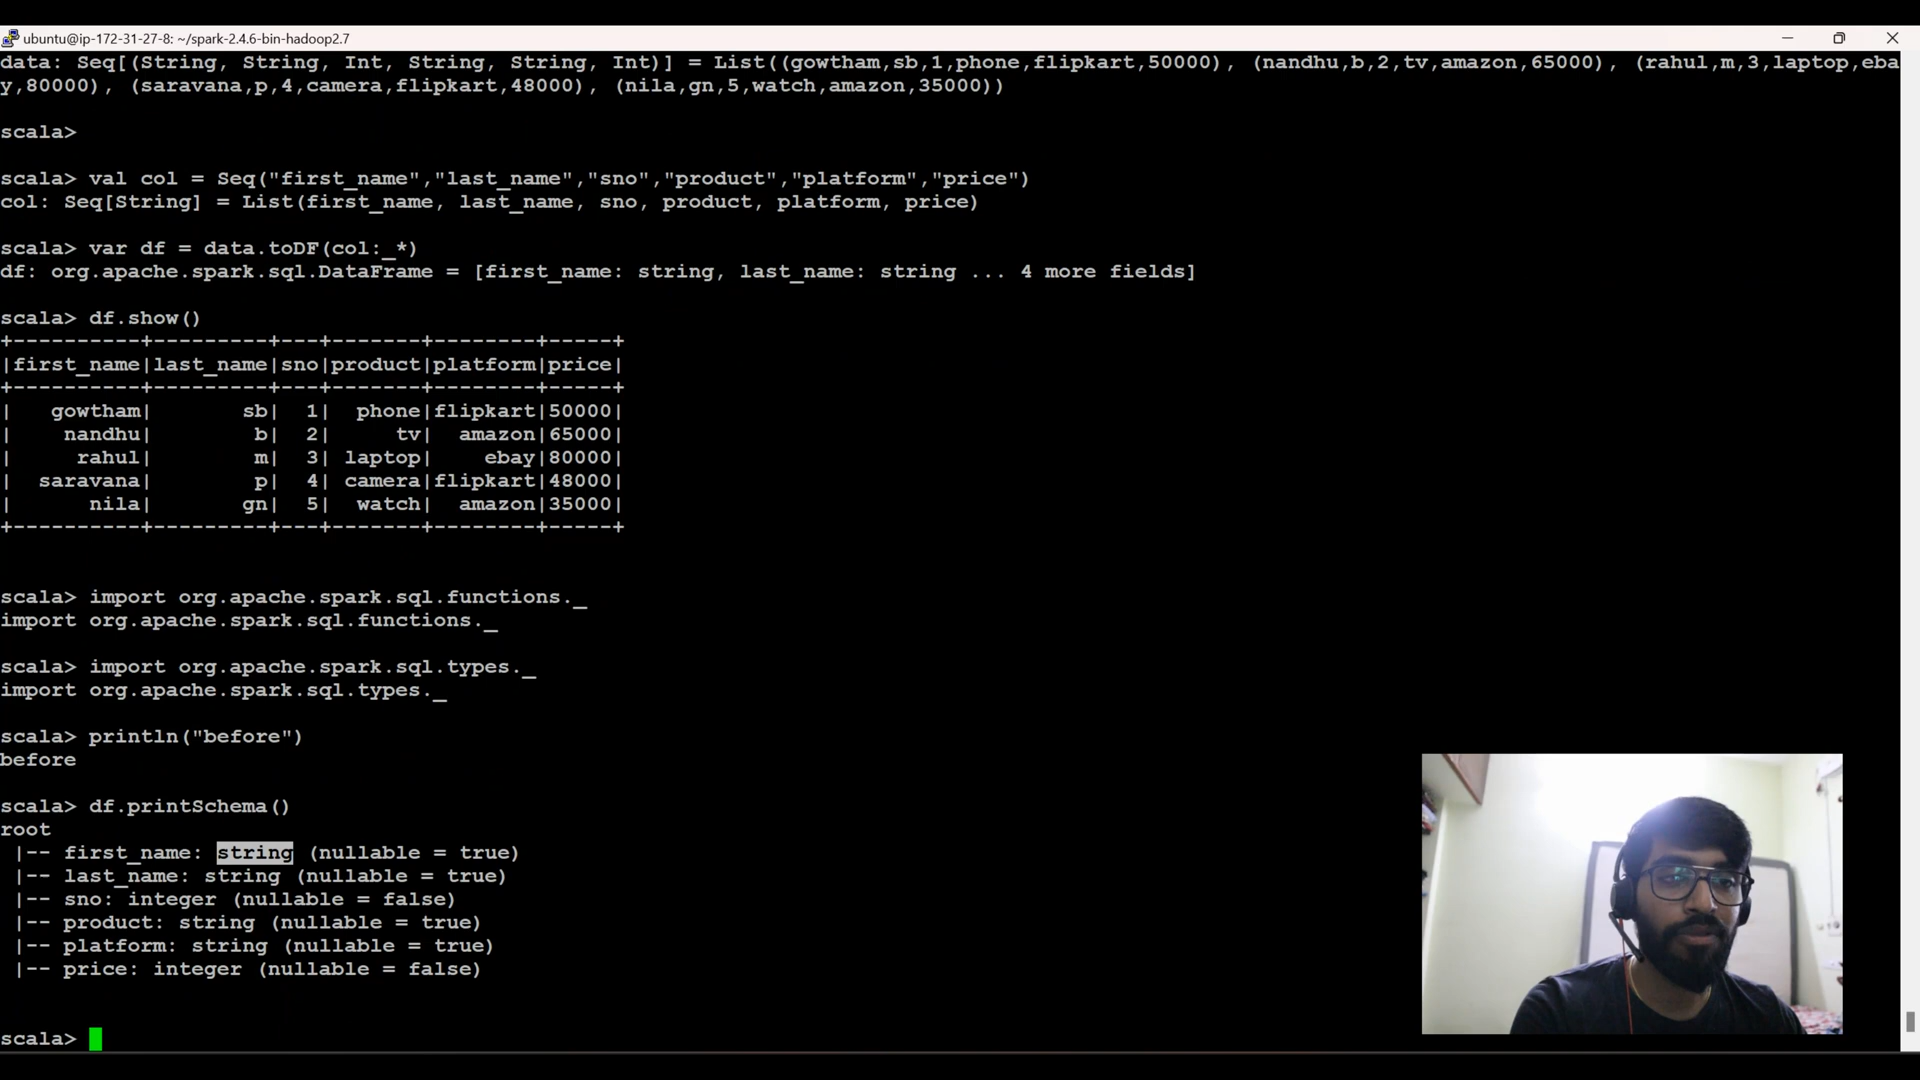 ubuntu@ip-172-31-27-8: ~/spark-2.4.6-bin-hadoop2.7
data: Seq[(String, String, Int, String, String, Int)] = List((gowtham,sb,1,phone,flipkart,50000), (nandhu,b,2,tv,amazon,65000), (rahul,m,3,laptop,eba
y,80000), (saravana,p,4,camera,flipkart,48000), (nila,gn,5,watch,amazon,35000))
scala>
scala> val col = Seq("first_name","last_name","sno","product","platform","price")
col: Seq[String] = List(first_name, last_name, sno, product, platform, price)
scala> var df = data.toDF(col:_*)
df: org.apache.spark.sql.DataFrame = [first_name: string, last_name: string ... 4 more fields]
scala> df.show()
+----------+---------+---+-------+--------+-----+
|first_name|last_name|sno|product|platform|price|
+----------+---------+---+-------+--------+-----+
|   gowtham|       sb|  1|  phone|flipkart|50000|
|    nandhu|        b|  2|     tv|  amazon|65000|
|     rahul|        m|  3| laptop|    ebay|80000|
|  saravana|        p|  4| camera|flipkart|48000|
|      nila|       gn|  5|  watch|  amazon|35000|
+----------+---------+---+-------+--------+-----+
scala> import org.apache.spark.sql.functions._
import org.apache.spark.sql.functions._
scala> import org.apache.spark.sql.types._
import org.apache.spark.sql.types._
scala> println("before")
before
scala> df.printSchema()
root
 |-- first_name: string (nullable = true)
 |-- last_name: string (nullable = true)
 |-- sno: integer (nullable = false)
 |-- product: string (nullable = true)
 |-- platform: string (nullable = true)
 |-- price: integer (nullable = false)
scala>